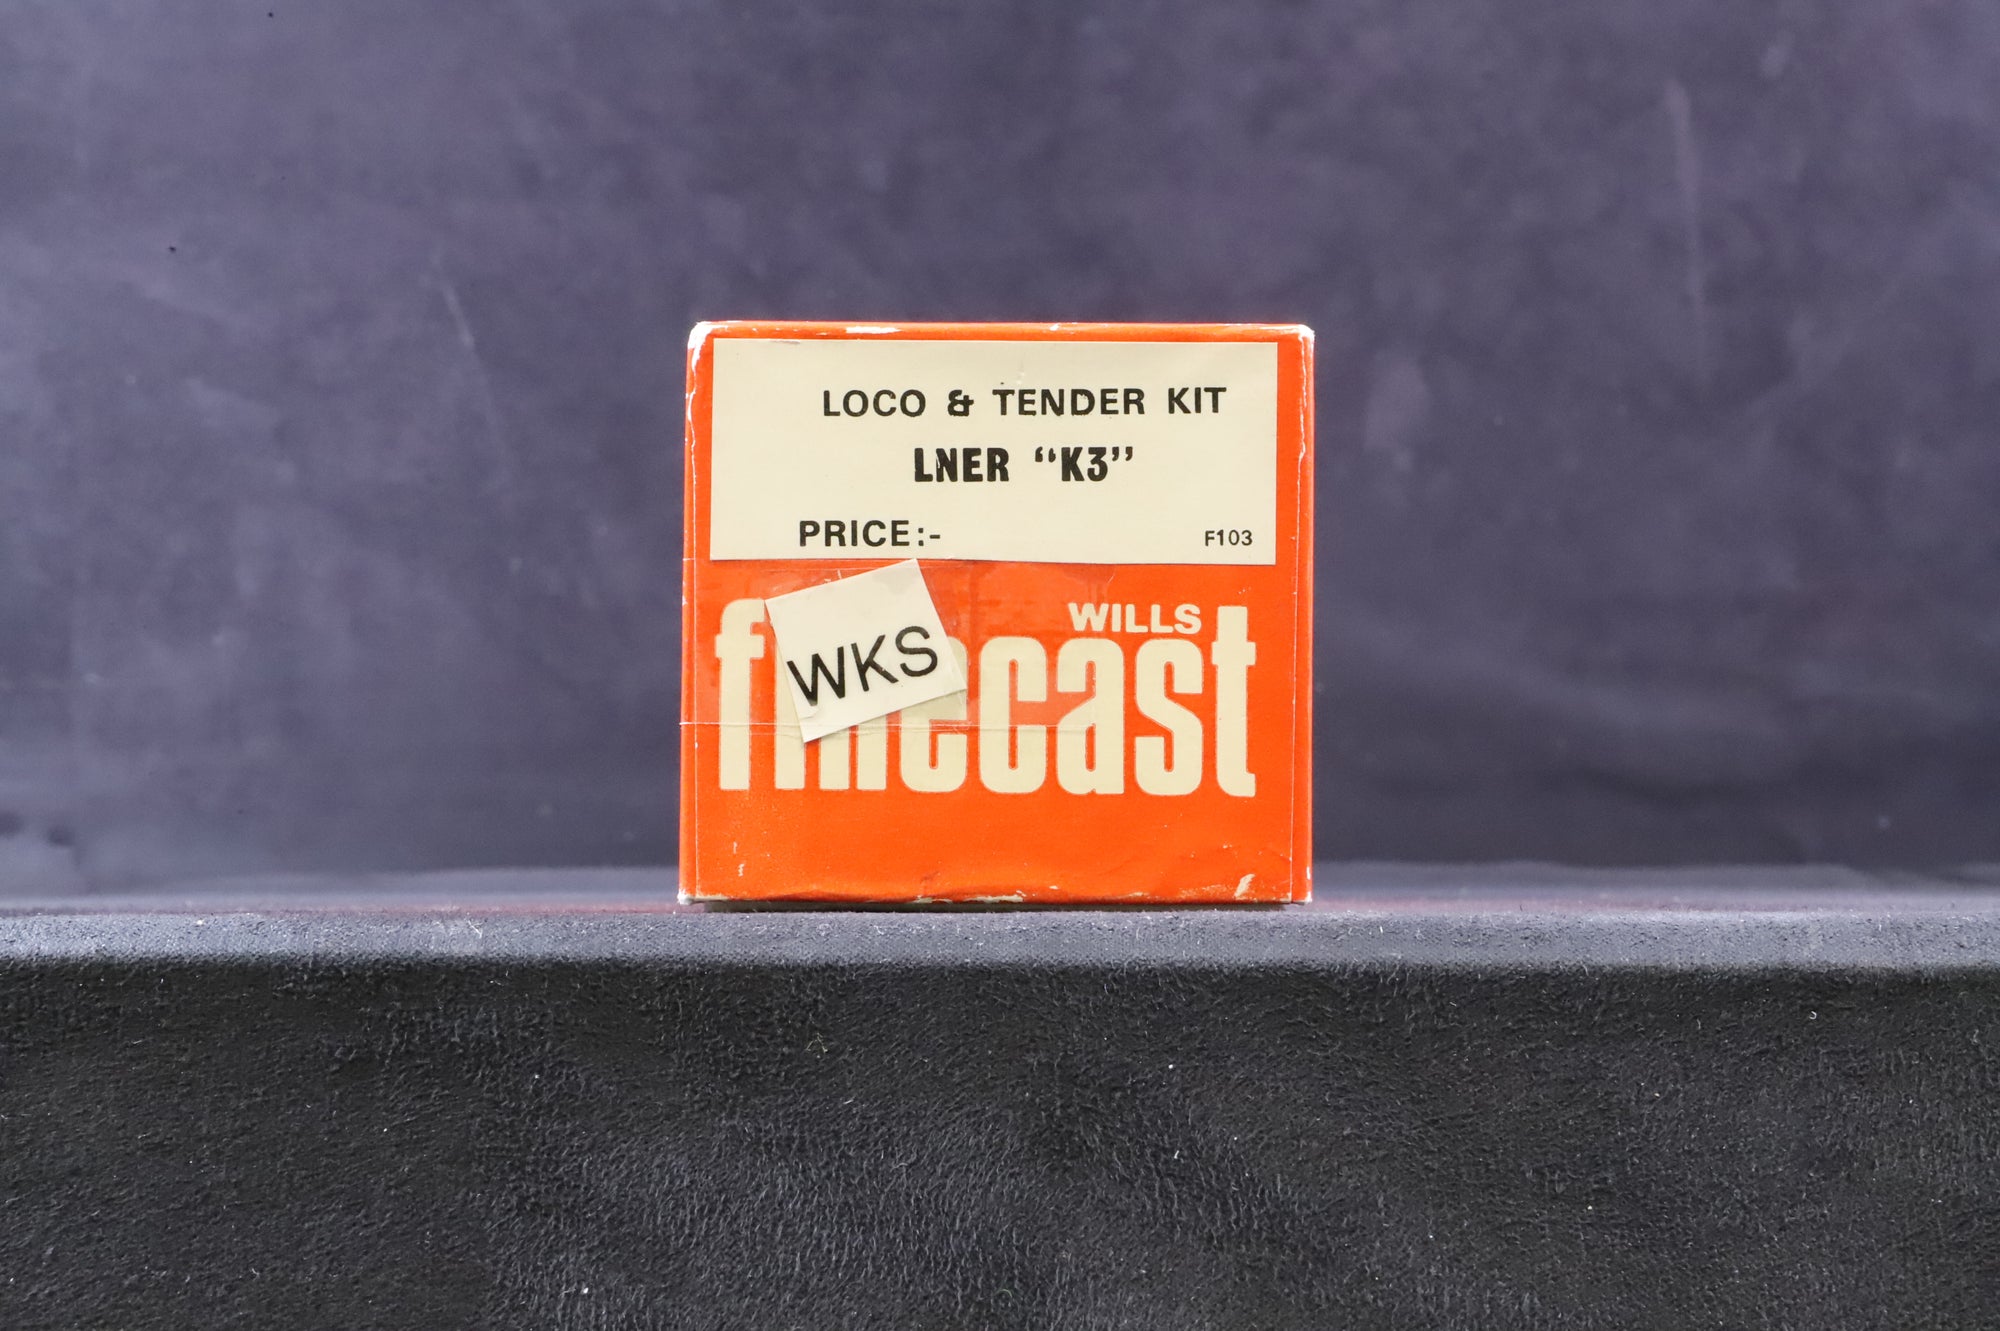 LOCO & TENDER KIT
LNER “K3”
PRICE:-
F103
WILLS
finecast
WKS